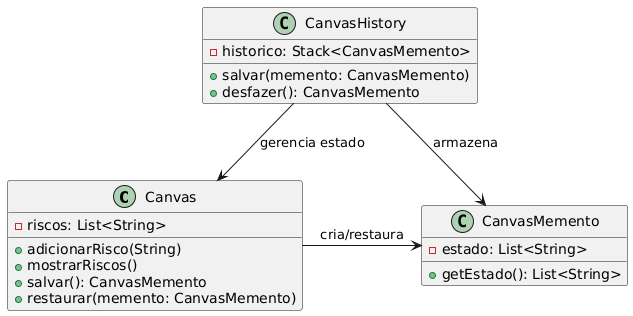 C CanvasHistory
historico: Stack<CanvasMemento>
salvar(memento: CanvasMemento)
desfazer(): CanvasMemento
gerencia estado
armazena
C Canvas
riscos: List<String>
adicionarRisco(String)
mostrarRiscos()
salvar(): CanvasMemento
restaurar(memento: CanvasMemento)
cria/restaura
C CanvasMemento
estado: List<String>
getEstado(): List<String>